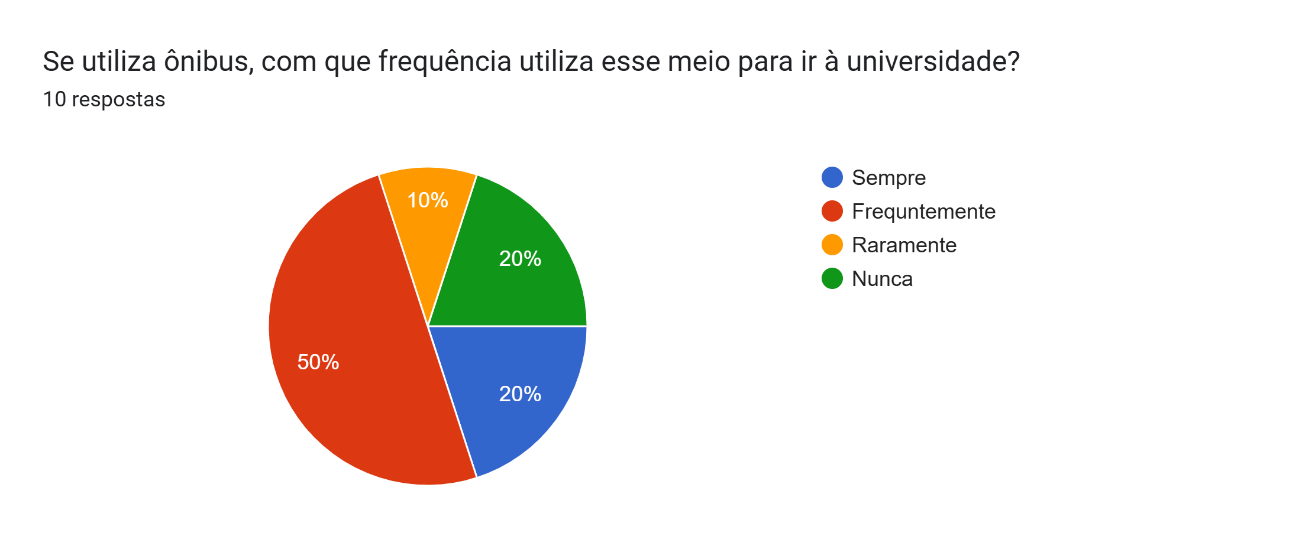 Se utiliza ônibus, com que frequência utiliza esse meio para ir à universidade?
10 respostas
10%
20%
50%
20%
Sempre
Frequntemente
Raramente
Nunca